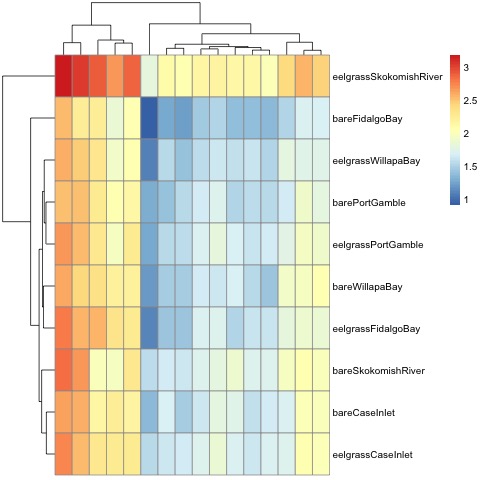 eelgrassSkokomishRiver
bareFidalgoBay
eelgrassWillapaBay
barePortGamble
eelgrassPortGamble
bareWillapaBay
eelgrassFidalgoBay
bareSkokomishRiver
bareCaseInlet
eelgrassCaseInlet
3
2.5
2
1.5
1